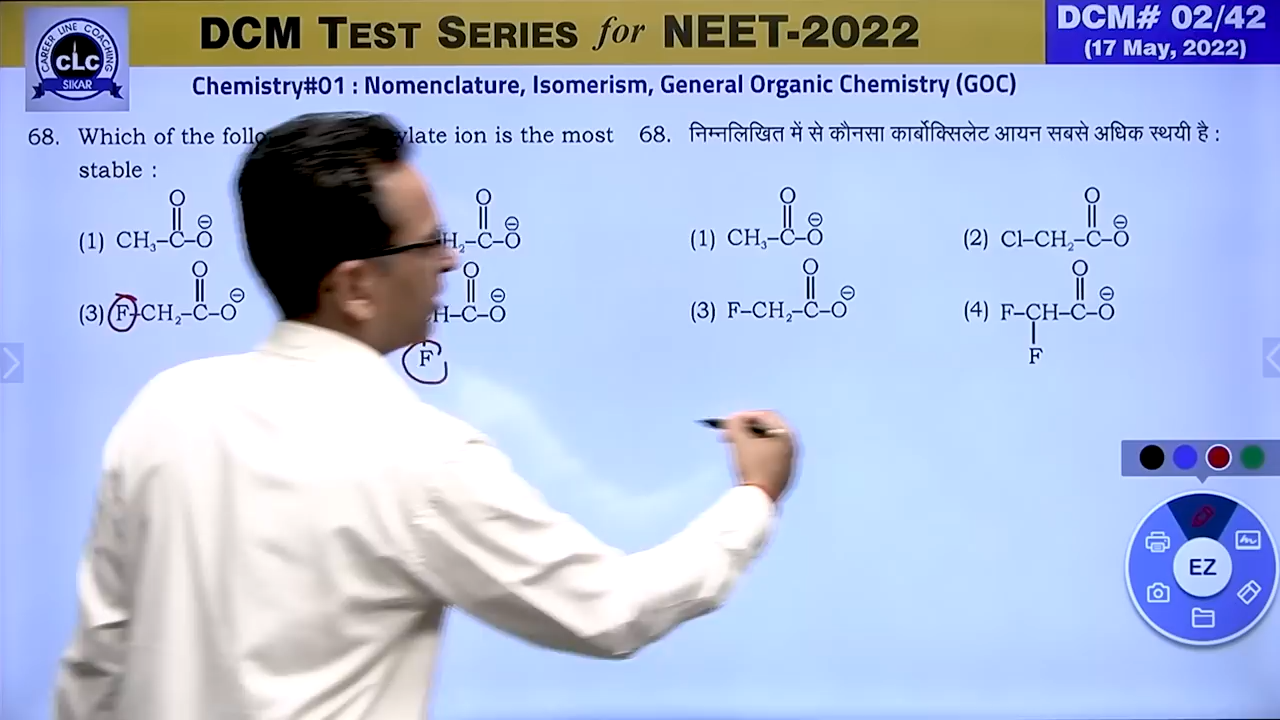 DCM TEST SERIES for NEET-2022
DCM# 02/42
(17 May, 2022)
CAREER LINE COACHING
CLC
SIKAR
Chemistry#01 : Nomenclature, Isomerism, General Organic Chemistry (GOC)
68. Which of the follo ylate ion is the most
stable :
O
(1) CH₃–C–O⊖
O
H₂–C–O⊖
O
(3) F–CH₂–C–O⊖
O
H–C–O⊖
F
68. निम्नलिखित में से कौनसा कार्बोक्सिलेट आयन सबसे अधिक स्थयी है :
O
(1) CH₃–C–O⊖
O
(2) Cl–CH₂–C–O⊖
O
(3) F–CH₂–C–O⊖
O
(4) F–CH–C–O⊖
F
EZ